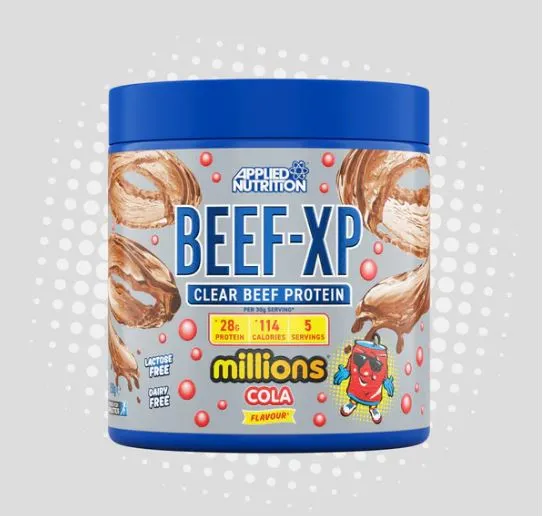 APPLIED
NUTRITION
BEEF-XP
CLEAR BEEF PROTEIN
PER 30g SERVING*
*28G PROTEIN
*114 CALORIES
5 SERVINGS
LACTOSE
FREE
DAIRY
FREE
millions®
COLA
FLAVOUR*